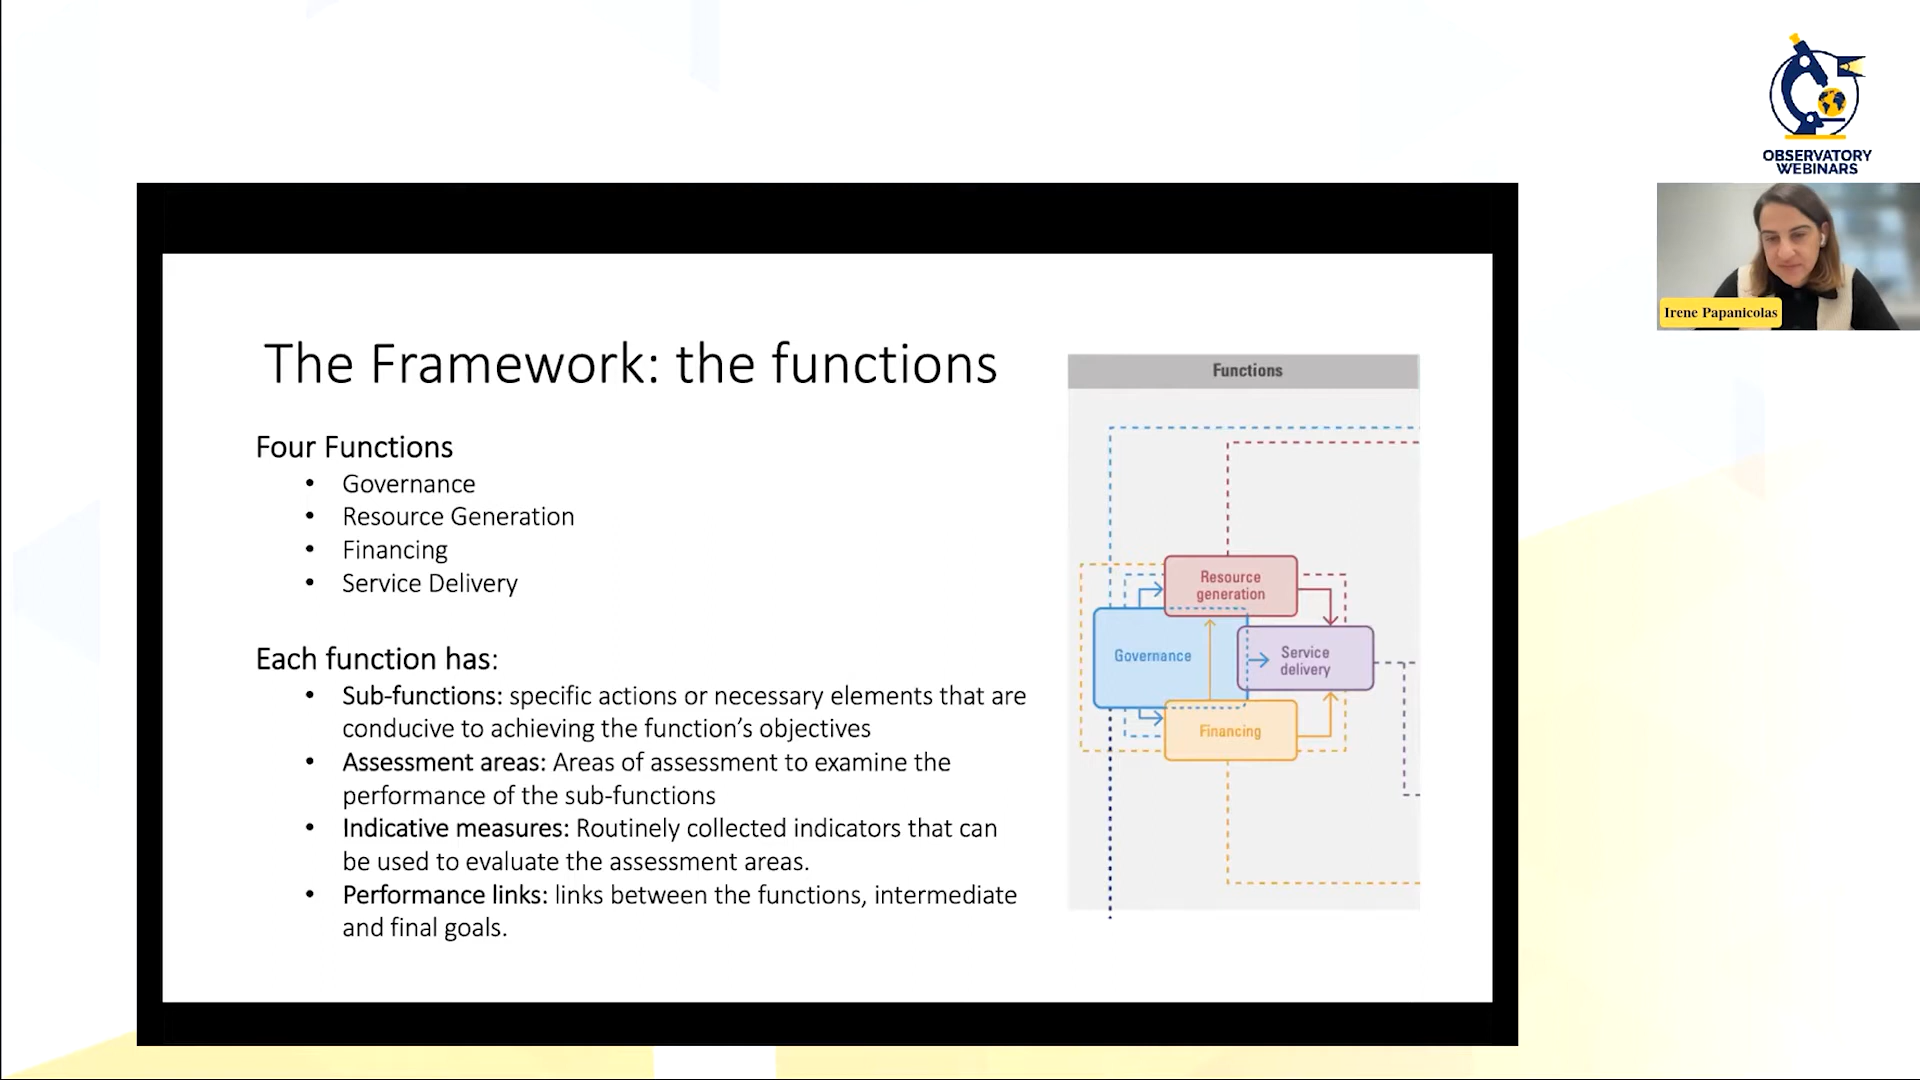 OBSERVATORY
WEBINARS
Irene Papanicolas
The Framework: the functions
Four Functions
• Governance
• Resource Generation
• Financing
• Service Delivery
Each function has:
• Sub-functions: specific actions or necessary elements that are
conducive to achieving the function’s objectives
• Assessment areas: Areas of assessment to examine the
performance of the sub-functions
• Indicative measures: Routinely collected indicators that can
be used to evaluate the assessment areas.
• Performance links: links between the functions, intermediate
and final goals.
Functions
Resource
generation
Governance
Service
delivery
Financing